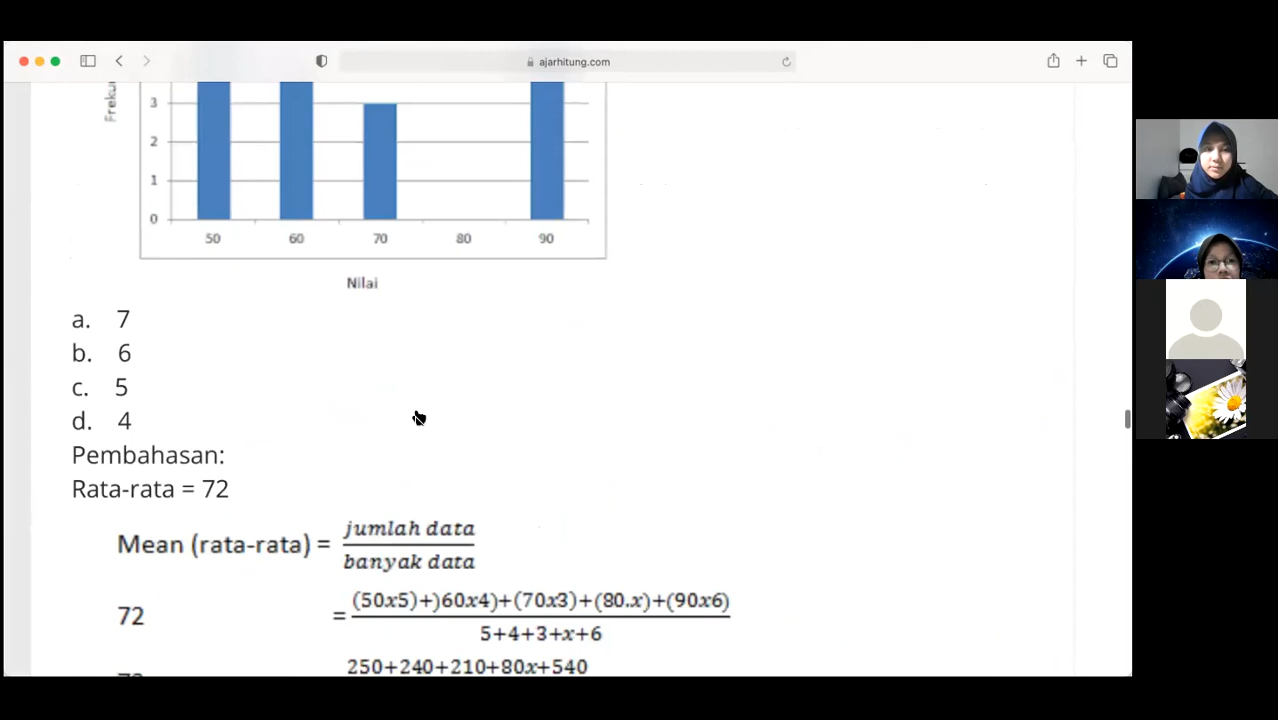 ajarhitung.com
Freku
3
2
1
0
50 60 70 80 90
Nilai
a. 7
b. 6
c. 5
d. 4
Pembahasan:
Rata-rata = 72
Mean (rata-rata) = jumlah data
banyak data
72 = (50x5)+)60x4)+(70x3)+(80.x)+(90x6)
5+4+3+x+6
250+240+210+80x+540